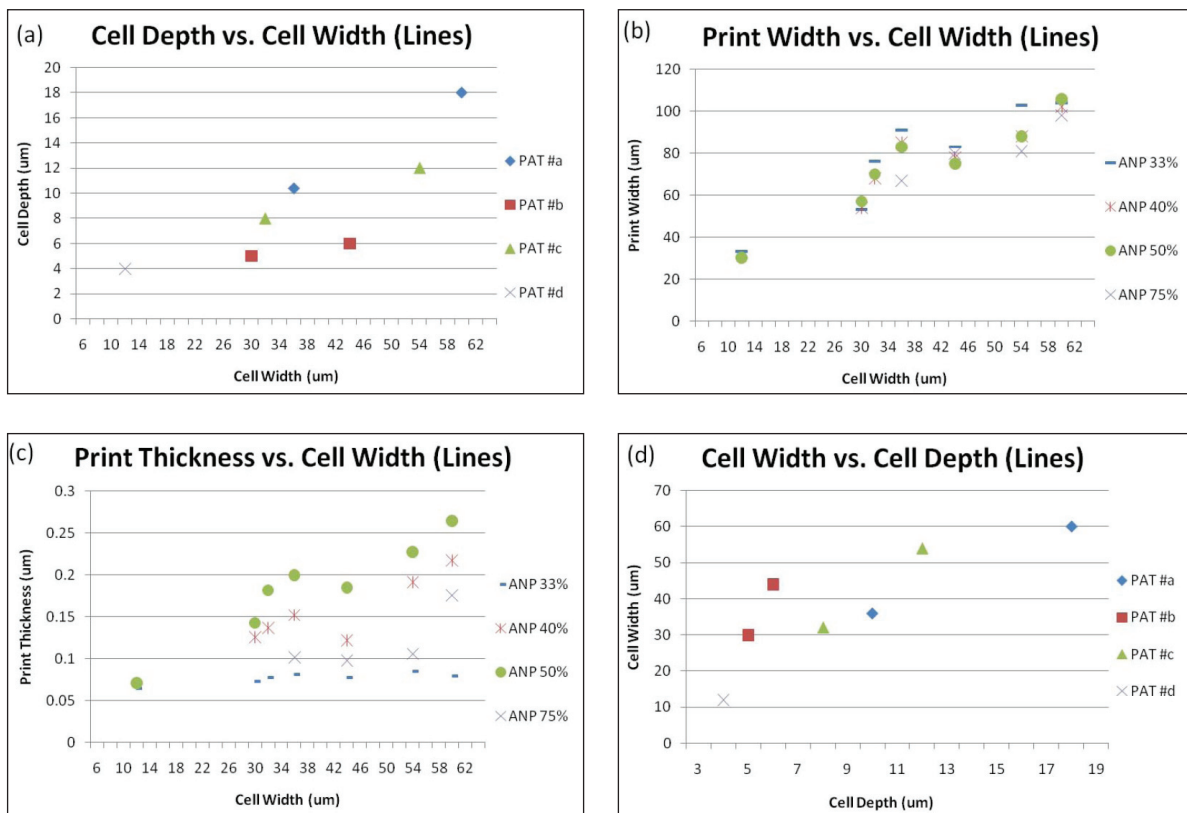 (a)
Cell Depth vs. Cell Width (Lines)
Cell Depth (um)
20
18
16
14
12
10
8
6
4
2
0
6 10 14 18 22 26 30 34 38 42 46 50 54 58 62
Cell Width (um)
PAT #a
PAT #b
PAT #c
PAT #d
(b)
Print Width vs. Cell Width (Lines)
Print Width (um)
120
100
80
60
40
20
0
6 10 14 18 22 26 30 34 38 42 46 50 54 58 62
Cell Width (um)
ANP 33%
ANP 40%
ANP 50%
ANP 75%
(c)
Print Thickness vs. Cell Width (Lines)
Print Thickness (um)
0.3
0.25
0.2
0.15
0.1
0.05
0
6 10 14 18 22 26 30 34 38 42 46 50 54 58 62
Cell Width (um)
ANP 33%
ANP 40%
ANP 50%
ANP 75%
(d)
Cell Width vs. Cell Depth (Lines)
Cell Width (um)
70
60
50
40
30
20
10
0
3 5 7 9 11 13 15 17 19
Cell Depth (um)
PAT #a
PAT #b
PAT #c
PAT #d